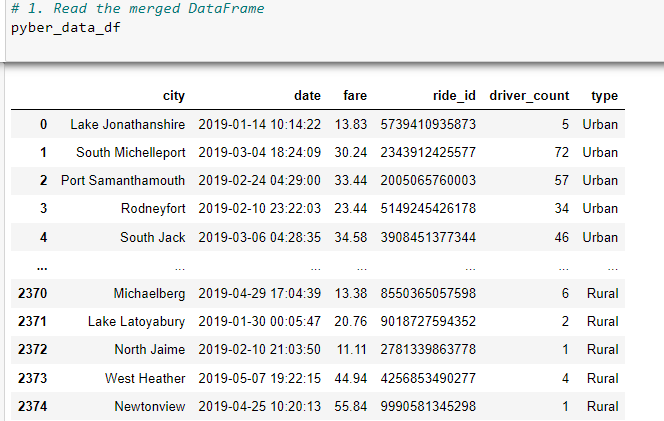 # 1. Read the merged DataFrame
pyber_data_df
city date fare ride_id driver_count type
0 Lake Jonathanshire 2019-01-14 10:14:22 13.83 5739410935873 5 Urban
1 South Michelleport 2019-03-04 18:24:09 30.24 2343912425577 72 Urban
2 Port Samanthamouth 2019-02-24 04:29:00 33.44 2005065760003 57 Urban
3 Rodneyfort 2019-02-10 23:22:03 23.44 5149245426178 34 Urban
4 South Jack 2019-03-06 04:28:35 34.58 3908451377344 46 Urban
... ... ... ... ... ... ...
2370 Michaelberg 2019-04-29 17:04:39 13.38 8550365057598 6 Rural
2371 Lake Latoyabury 2019-01-30 00:05:47 20.76 9018727594352 2 Rural
2372 North Jaime 2019-02-10 21:03:50 11.11 2781339863778 1 Rural
2373 West Heather 2019-05-07 19:22:15 44.94 4256853490277 4 Rural
2374 Newtonview 2019-04-25 10:20:13 55.84 9990581345298 1 Rural